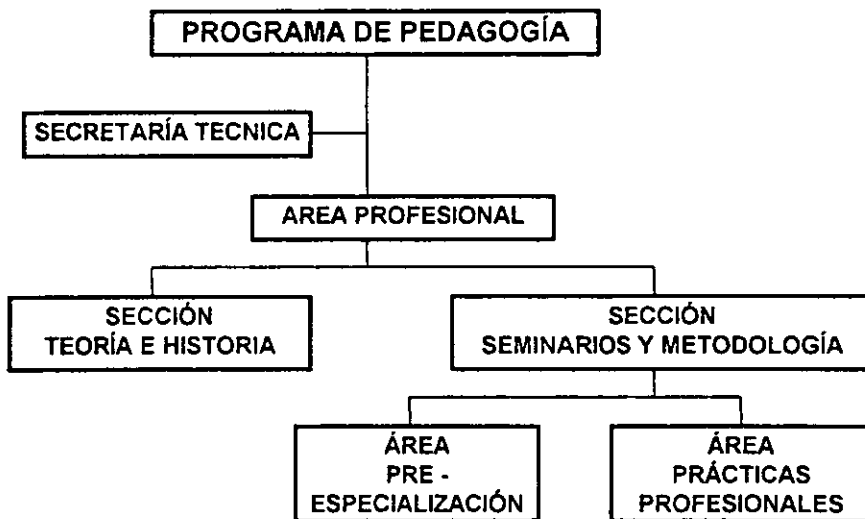 PROGRAMA DE PEDAGOGÍA
SECRETARÍA TECNICA
AREA PROFESIONAL
SECCIÓN
TEORÍA E HISTORIA
SECCIÓN
SEMINARIOS Y METODOLOGÍA
ÁREA
PRE -
ESPECIALIZACIÓN
ÁREA
PRÁCTICAS
PROFESIONALES